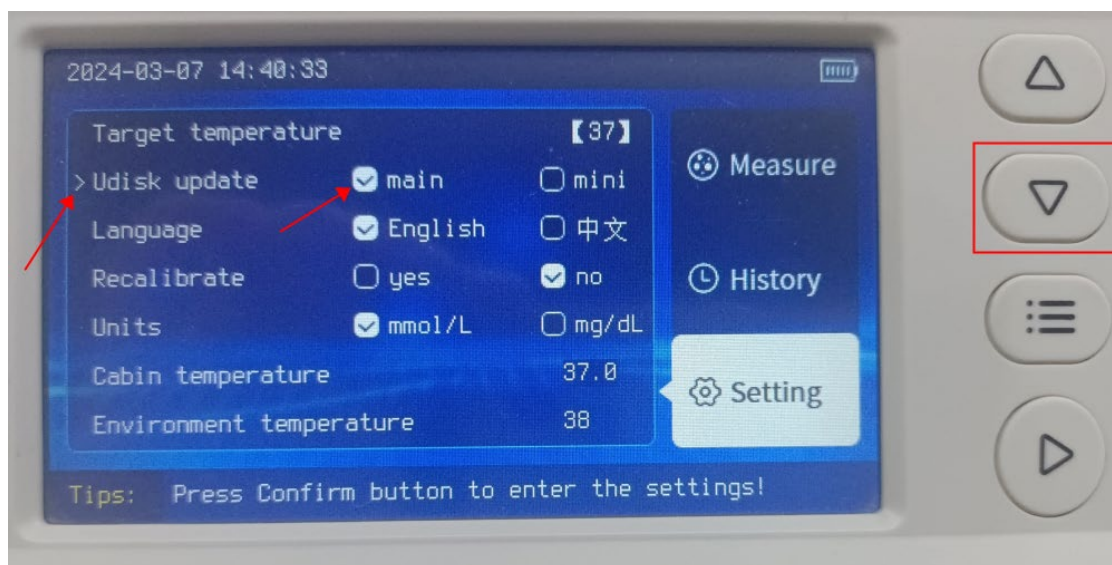 2024-03-07 14:40:33
Target temperature 【37】
>Udisk update main mini
Language English 中文
Recalibrate yes no
Units mmol/L mg/dL
Cabin temperature 37.0
Environment temperature 38
Measure
History
Setting
Tips: Press Confirm button to enter the settings!